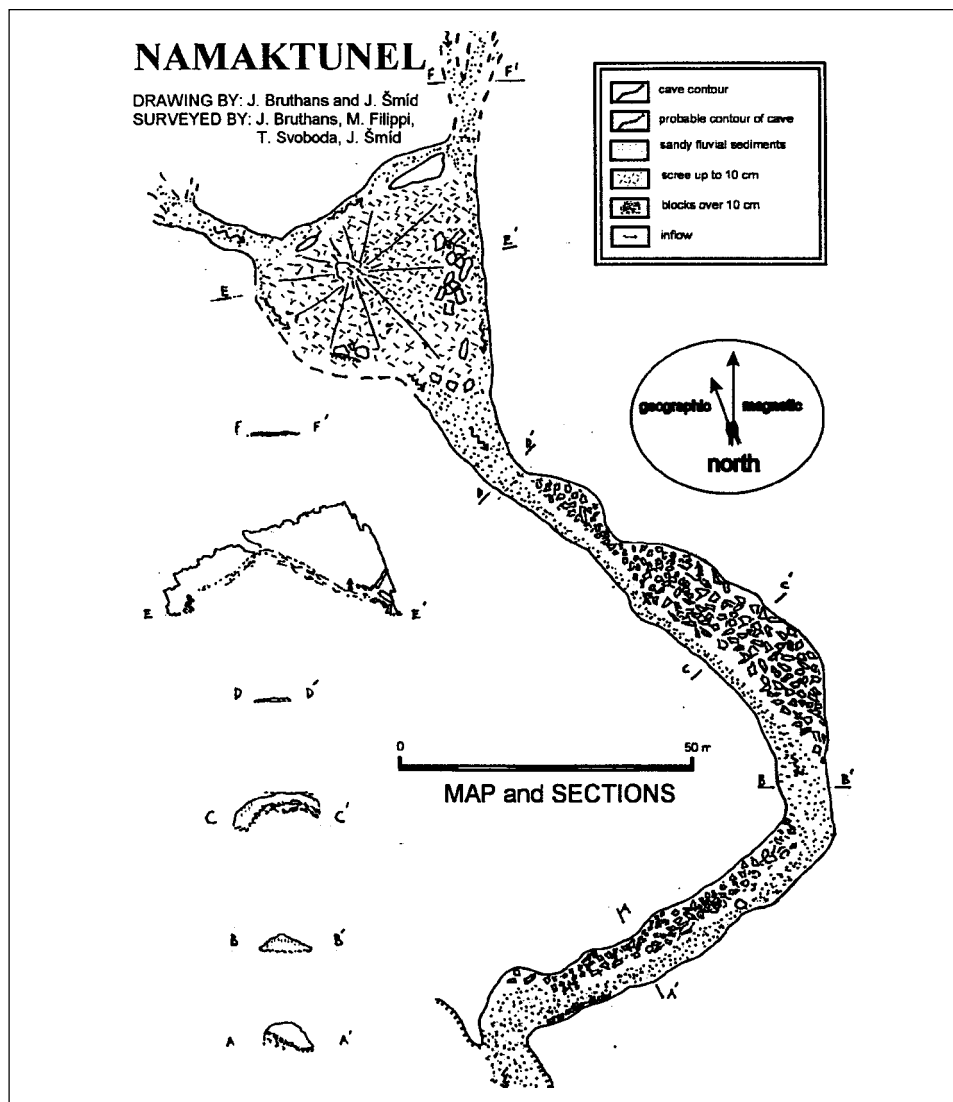 NAMAKTUNEL
DRAWING BY: J. Bruthans and J. Šmíd
SURVEYED BY: J. Bruthans, M. Filippi,
T. Svoboda, J. Šmíd
F F'
cave contour
probable contour of cave
sandy fluvial sediments
scree up to 10 cm
blocks over 10 cm
inflow
E E'
geographic magnetic
north
F F'
D D'
E E'
C C'
D D'
0 50 m
MAP and SECTIONS
B B'
C C'
B B'
A'
A A'